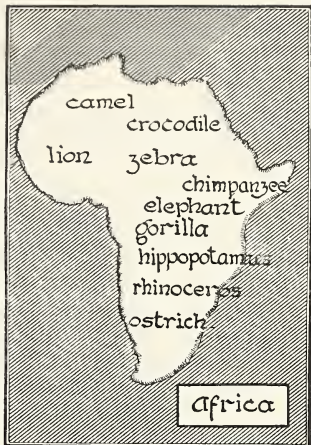 camel
crocodile
lion zebra
chimpanzee
elephant
gorilla
hippopotamus
rhinoceros
ostrich.
africa